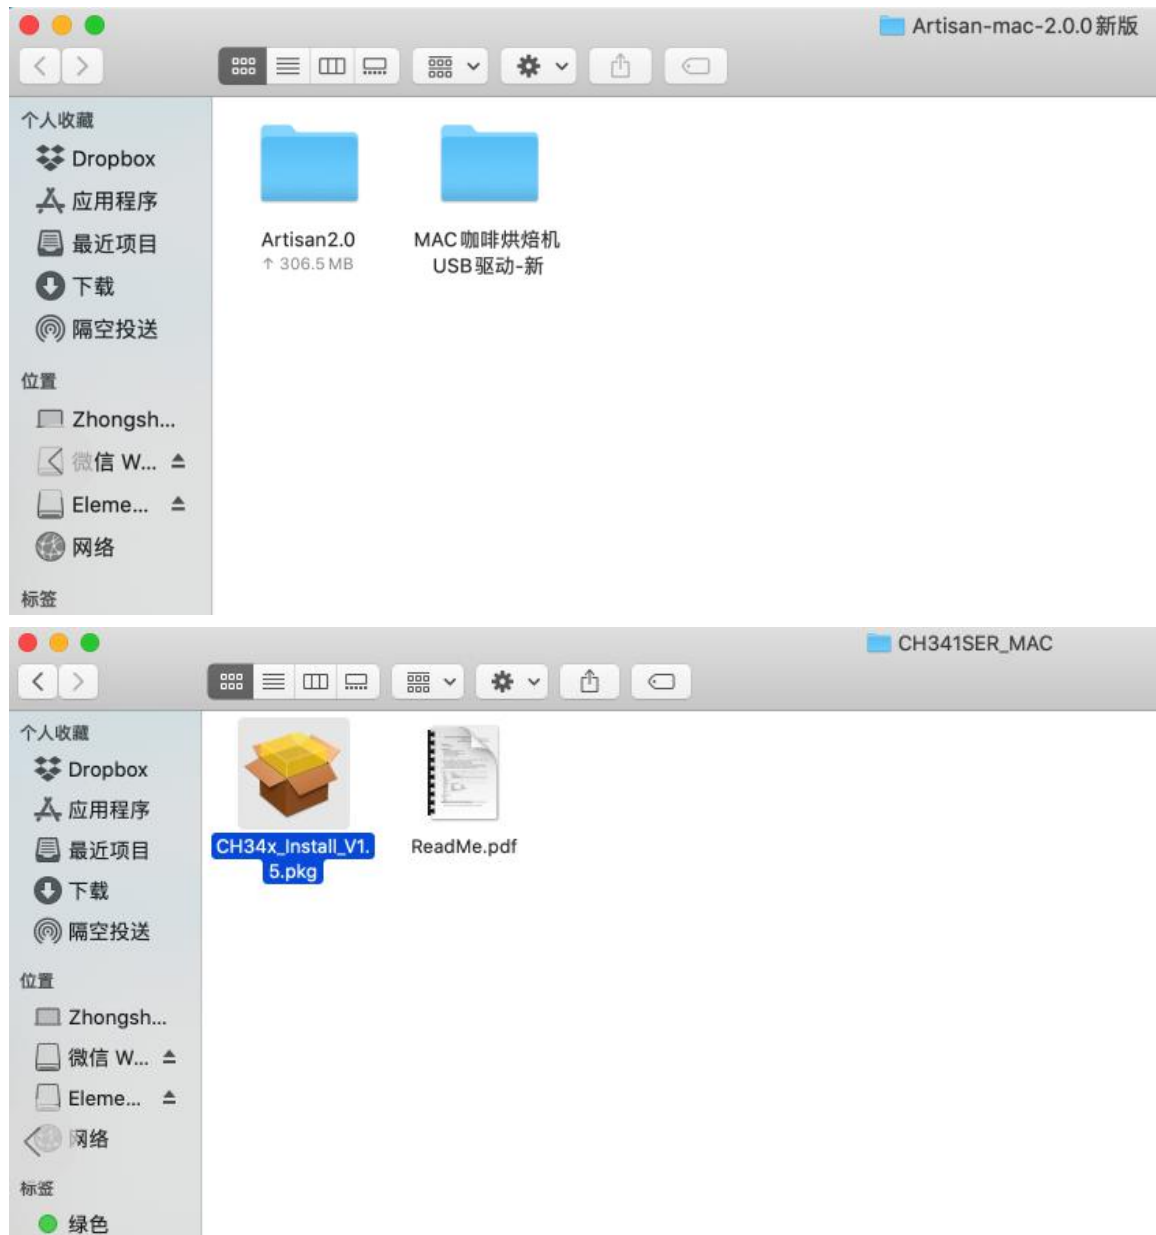 Artisan-mac-2.0.0新版
个人收藏
Dropbox
应用程序
最近项目
下载
隔空投送
位置
Zhongsh...
微信 W...
Eleme...
网络
标签
Artisan2.0
↑ 306.5 MB
MAC咖啡烘焙机
USB驱动-新
CH341SER_MAC
个人收藏
Dropbox
应用程序
最近项目
下载
隔空投送
位置
Zhongsh...
微信 W...
Eleme...
网络
标签
绿色
CH34x_Install_V1.
5.pkg
ReadMe.pdf